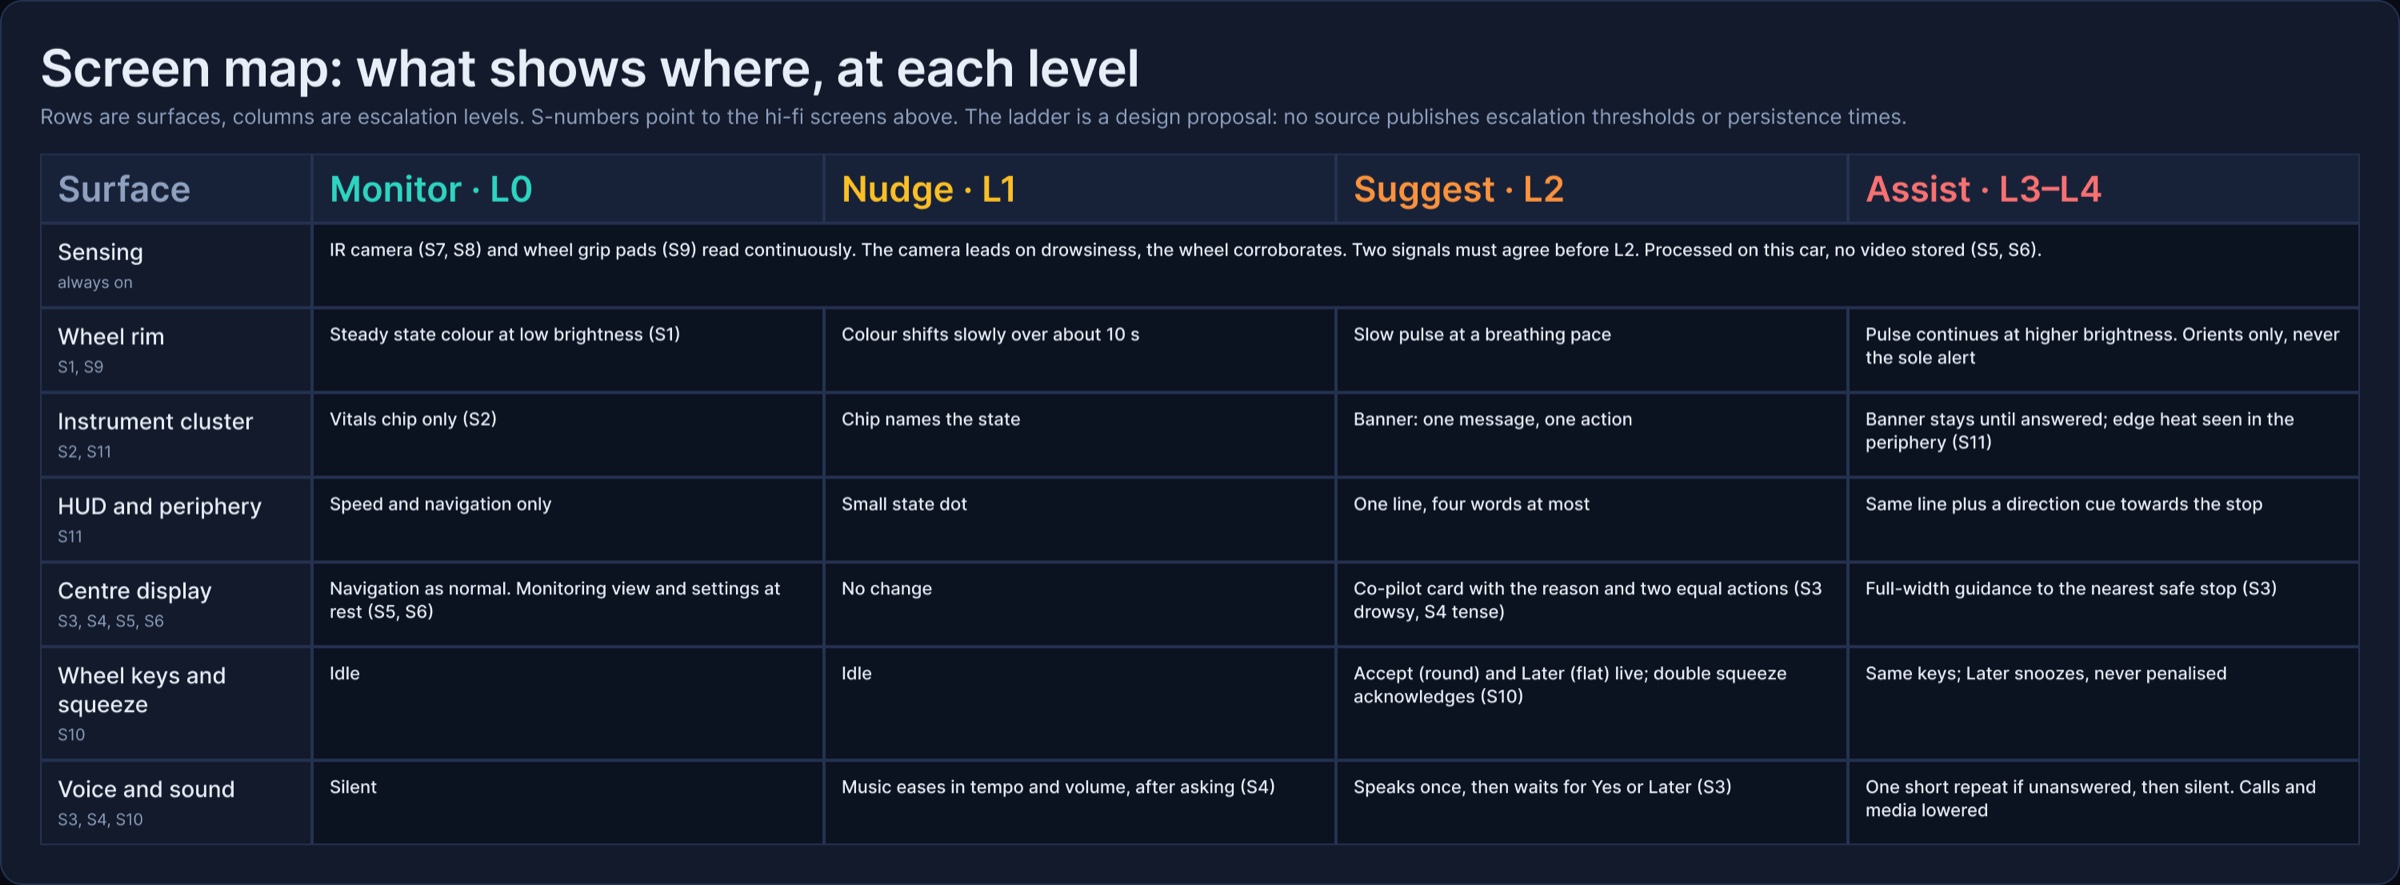 Screen map: what shows where, at each level
Rows are surfaces, columns are escalation levels. S-numbers point to the hi-fi screens above. The ladder is a design proposal: no source publishes escalation thresholds or persistence times.
Surface
Monitor · L0
Nudge · L1
Suggest · L2
Assist · L3–L4
Sensing
always on
IR camera (S7, S8) and wheel grip pads (S9) read continuously. The camera leads on drowsiness, the wheel corroborates. Two signals must agree before L2. Processed on this car, no video stored (S5, S6).
Wheel rim
S1, S9
Steady state colour at low brightness (S1)
Colour shifts slowly over about 10 s
Slow pulse at a breathing pace
Pulse continues at higher brightness. Orients only, never
the sole alert
Instrument cluster
S2, S11
Vitals chip only (S2)
Chip names the state
Banner: one message, one action
Banner stays until answered; edge heat seen in the
periphery (S11)
HUD and periphery
S11
Speed and navigation only
Small state dot
One line, four words at most
Same line plus a direction cue towards the stop
Centre display
S3, S4, S5, S6
Navigation as normal. Monitoring view and settings at
rest (S5, S6)
No change
Co-pilot card with the reason and two equal actions (S3
drowsy, S4 tense)
Full-width guidance to the nearest safe stop (S3)
Wheel keys and
squeeze
S10
Idle
Idle
Accept (round) and Later (flat) live; double squeeze
acknowledges (S10)
Same keys; Later snoozes, never penalised
Voice and sound
S3, S4, S10
Silent
Music eases in tempo and volume, after asking (S4)
Speaks once, then waits for Yes or Later (S3)
One short repeat if unanswered, then silent. Calls and
media lowered